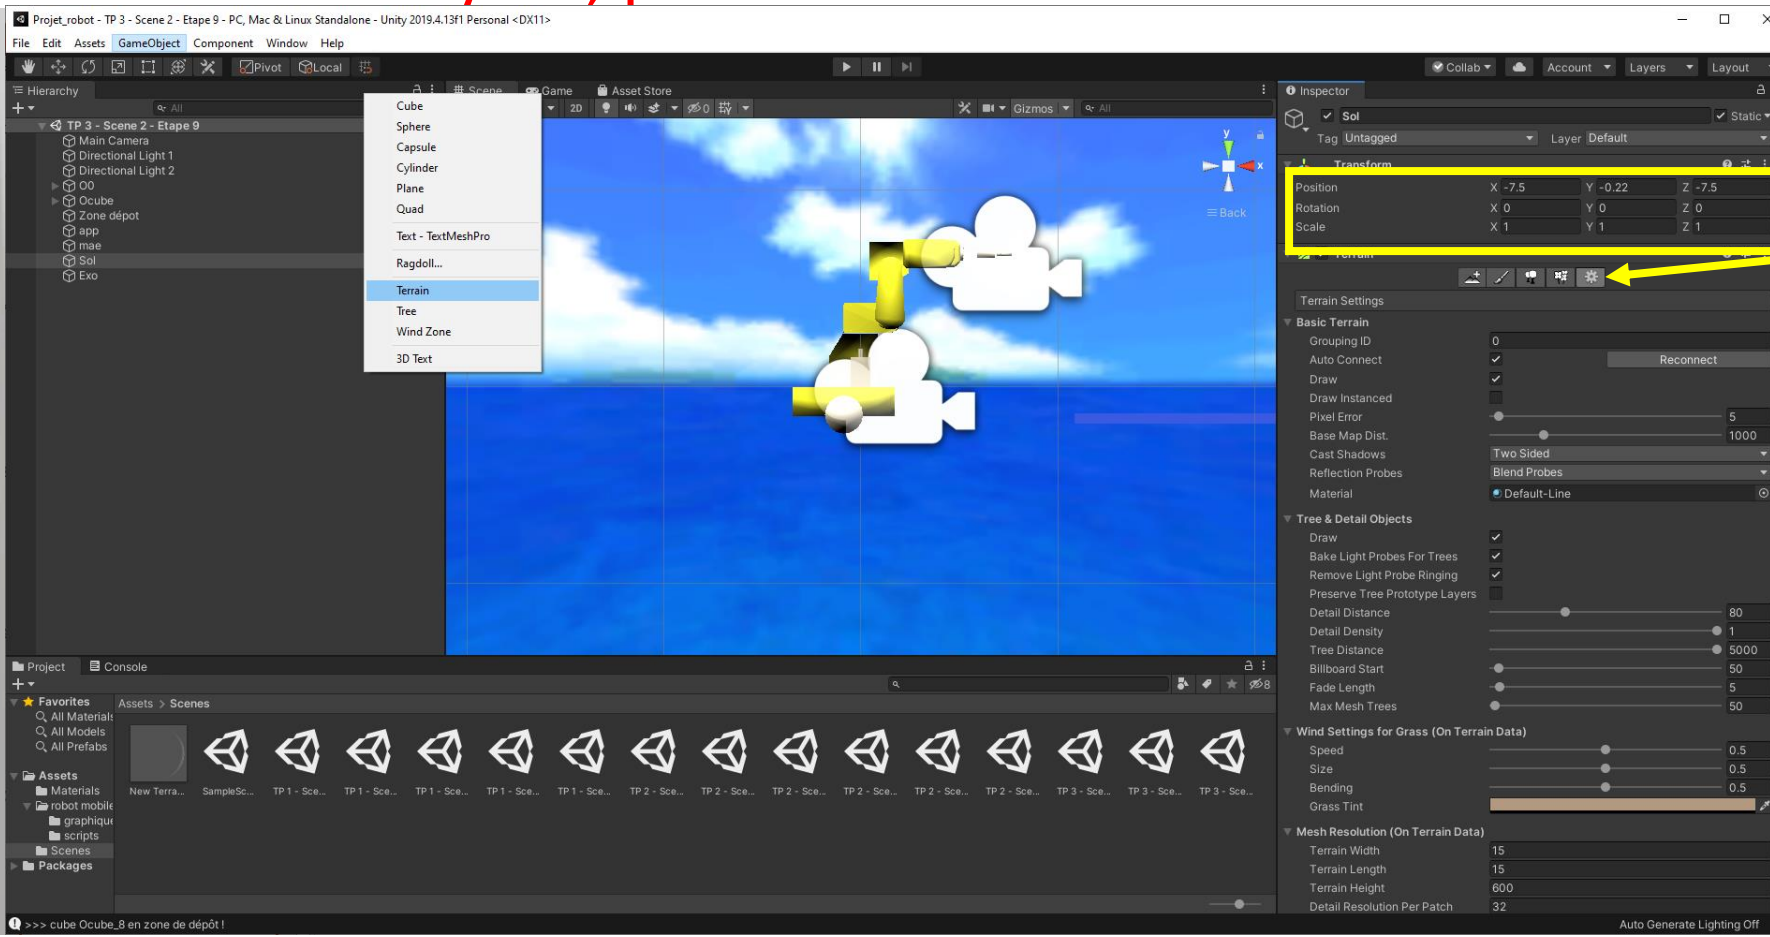 Projet_robot - TP 3 - Scene 2 - Etape 9 - PC, Mac & Linux Standalone - Unity 2019.4.13f1 Personal <DX11>
File Edit Assets GameObject Component Window Help
Pivot Local Collab Account Layers Layout
Hierarchy
All
TP 3 - Scene 2 - Etape 9
Main Camera
Directional Light 1
Directional Light 2
O0
Ocube
Zone dépot
app
mae
Sol
Exo
Cube
Sphere
Capsule
Cylinder
Plane
Quad
Text - TextMeshPro
Ragdoll...
Terrain
Tree
Wind Zone
3D Text
Scene Game Asset Store
2D 0 Gizmos All
y
x
Back
Inspector
Sol Static
Tag Untagged Layer Default
Transform
Position X -7.5 Y -0.22 Z -7.5
Rotation X 0 Y 0 Z 0
Scale X 1 Y 1 Z 1
Terrain
Terrain Settings
Basic Terrain
Grouping ID 0
Auto Connect Reconnect
Draw
Draw Instanced
Pixel Error 5
Base Map Dist. 1000
Cast Shadows Two Sided
Reflection Probes Blend Probes
Material Default-Line
Tree & Detail Objects
Draw
Bake Light Probes For Trees
Remove Light Probe Ringing
Preserve Tree Prototype Layers
Detail Distance 80
Detail Density 1
Tree Distance 5000
Billboard Start 50
Fade Length 5
Max Mesh Trees 50
Wind Settings for Grass (On Terrain Data)
Speed 0.5
Size 0.5
Bending 0.5
Grass Tint
Mesh Resolution (On Terrain Data)
Terrain Width 15
Terrain Length 15
Terrain Height 600
Detail Resolution Per Patch 32
Project Console
8
Favorites
All Materials
All Models
All Prefabs
Assets
Materials
robot mobile
graphique
scripts
Scenes
Packages
Assets > Scenes
New Terra... SampleSc... TP 1 - Sce... TP 1 - Sce... TP 1 - Sce... TP 1 - Sce... TP 1 - Sce... TP 2 - Sce... TP 2 - Sce... TP 2 - Sce... TP 2 - Sce... TP 2 - Sce... TP 2 - Sce... TP 3 - Sce... TP 3 - Sce... TP 3 - Sce...
>>> cube Ocube_8 en zone de dépôt ! Auto Generate Lighting Off